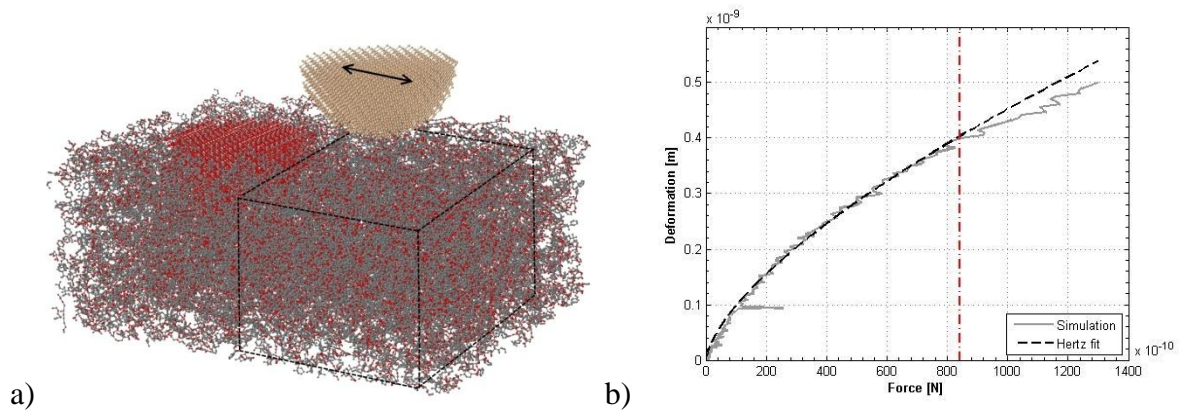 a)
b)
x 10⁻⁹
0.5
0.4
0.3
0.2
0.1
0
Deformation [m]
0
200
400
600
800
1000
1200
1400
x 10⁻¹⁰
Force [N]
Simulation
Hertz fit